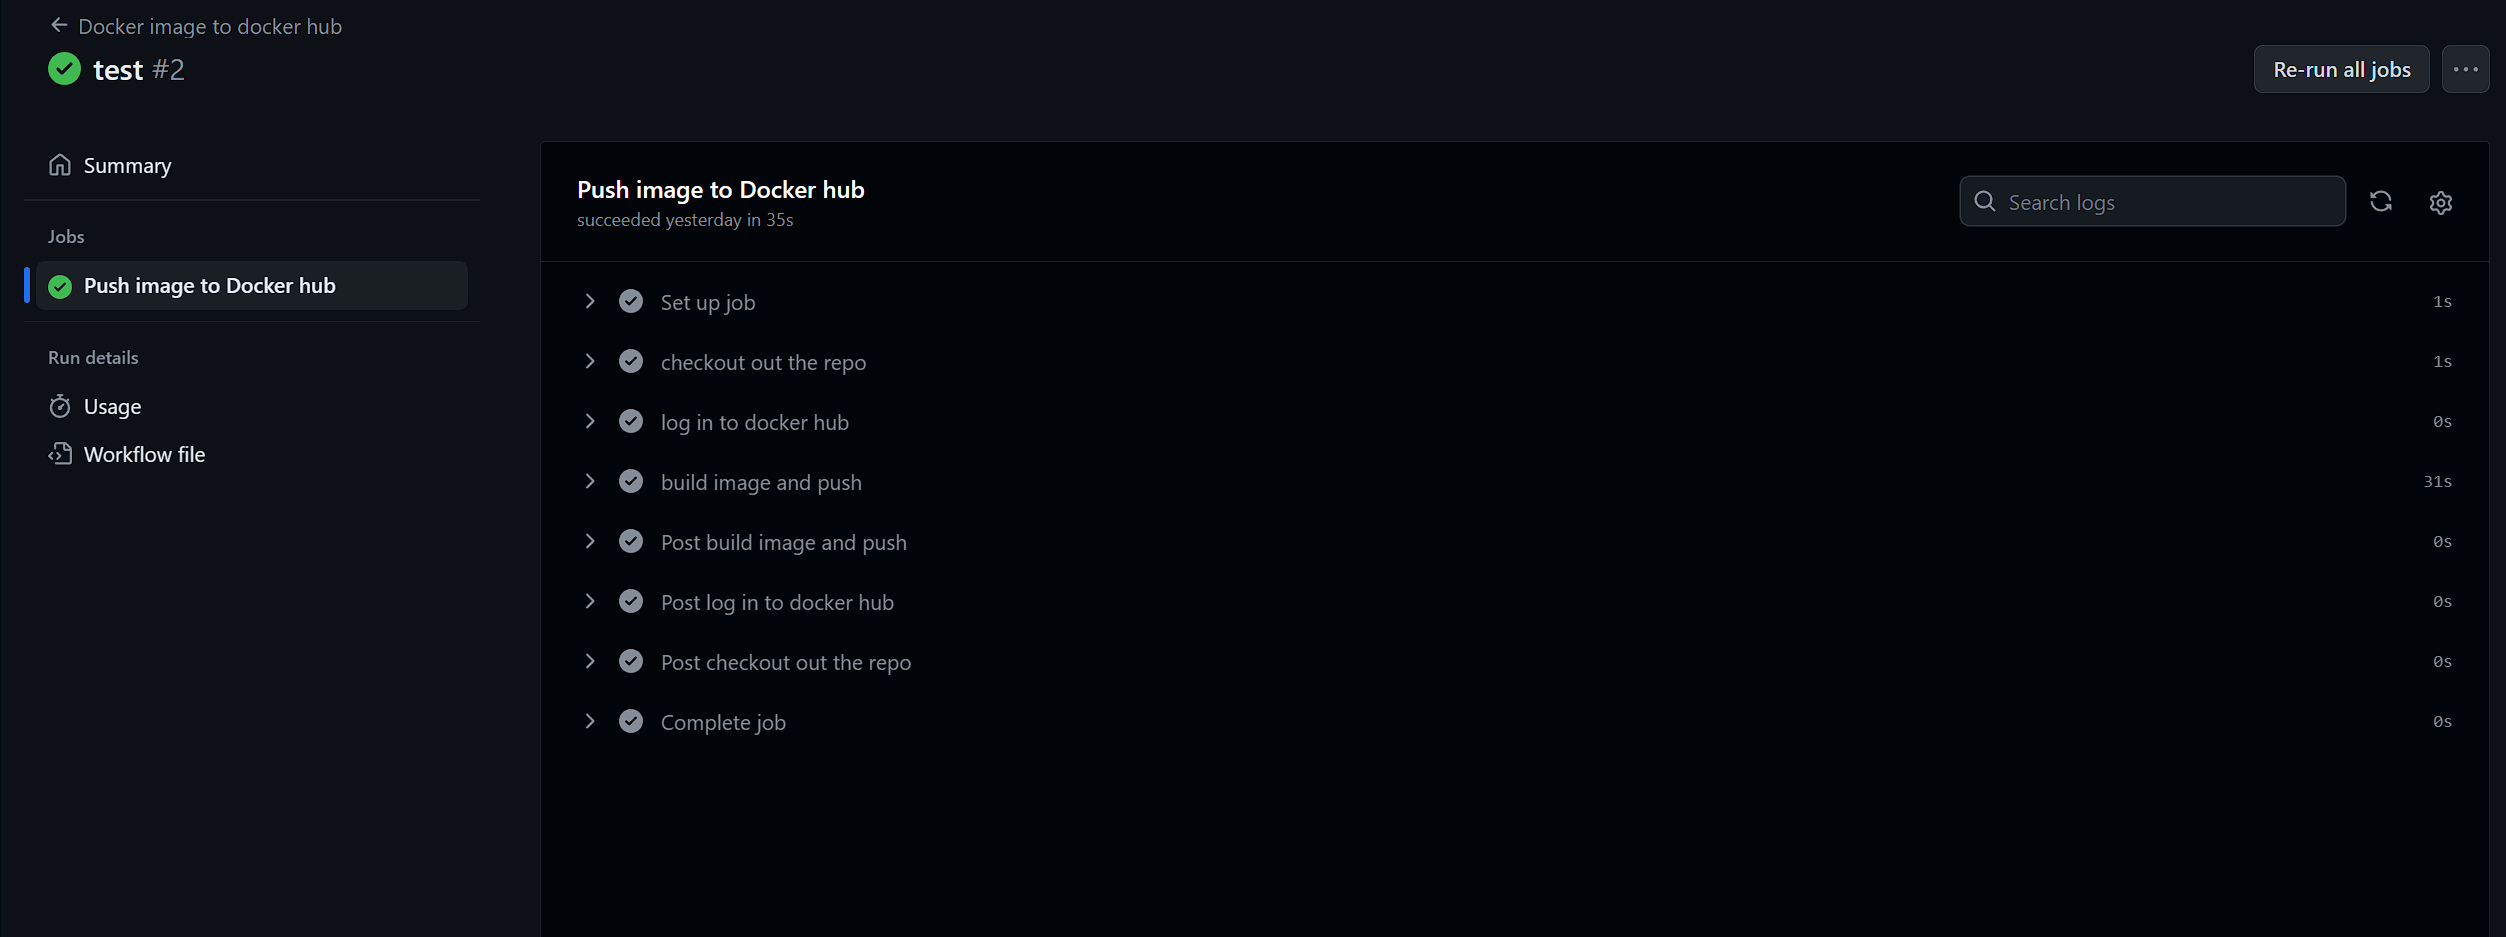 Docker image to docker hub
test #2
Re-run all jobs
Summary
Jobs
Push image to Docker hub
Run details
Usage
Workflow file
Push image to Docker hub
succeeded yesterday in 35s
Search logs
Set up job 1s
checkout out the repo 1s
log in to docker hub 0s
build image and push 31s
Post build image and push 0s
Post log in to docker hub 0s
Post checkout out the repo 0s
Complete job 0s